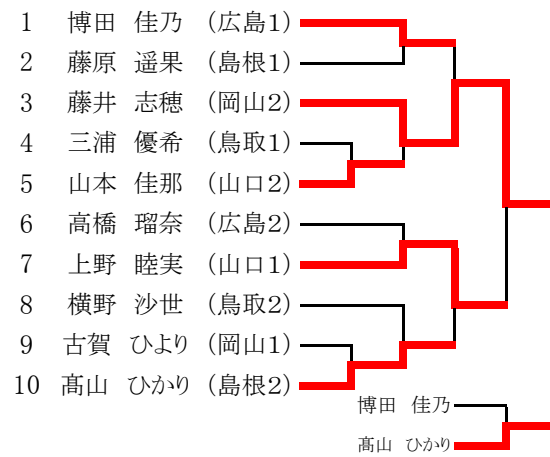 1 博田 佳乃 (広島1)
2 藤原 遥果 (島根1)
3 藤井 志穂 (岡山2)
4 三浦 優希 (鳥取1)
5 山本 佳那 (山口2)
6 高橋 瑠奈 (広島2)
7 上野 睦実 (山口1)
8 横野 沙世 (鳥取2)
9 古賀 ひより (岡山1)
10 髙山 ひかり (島根2)
博田 佳乃
髙山 ひかり